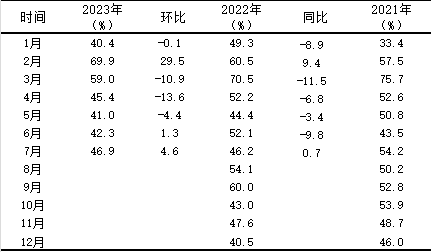 时间 2023年（%） 环比 2022年（%） 同比 2021年（%）
1月 40.4 -0.1 49.3 -8.9 33.4
2月 69.9 29.5 60.5 9.4 57.5
3月 59.0 -10.9 70.5 -11.5 75.7
4月 45.4 -13.6 52.2 -6.8 52.6
5月 41.0 -4.4 44.4 -3.4 50.8
6月 42.3 1.3 52.1 -9.8 43.5
7月 46.9 4.6 46.2 0.7 54.2
8月 54.1 50.2
9月 60.0 52.8
10月 43.0 53.9
11月 47.6 48.7
12月 40.5 46.0